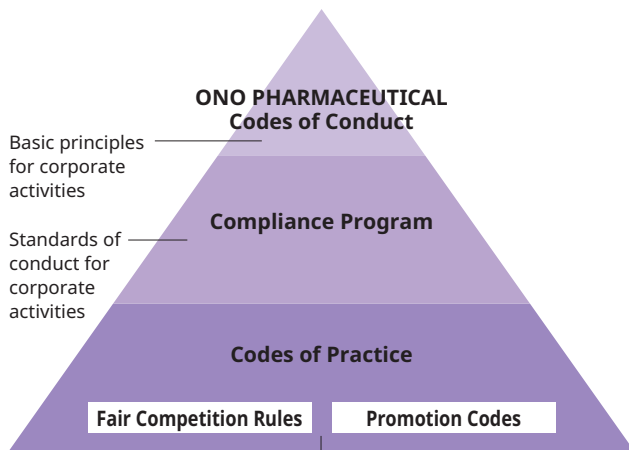 ONO PHARMACEUTICAL
Codes of Conduct
Basic principles
for corporate
activities
Compliance Program
Standards of
conduct for
corporate
activities
Codes of Practice
Fair Competition Rules
Promotion Codes